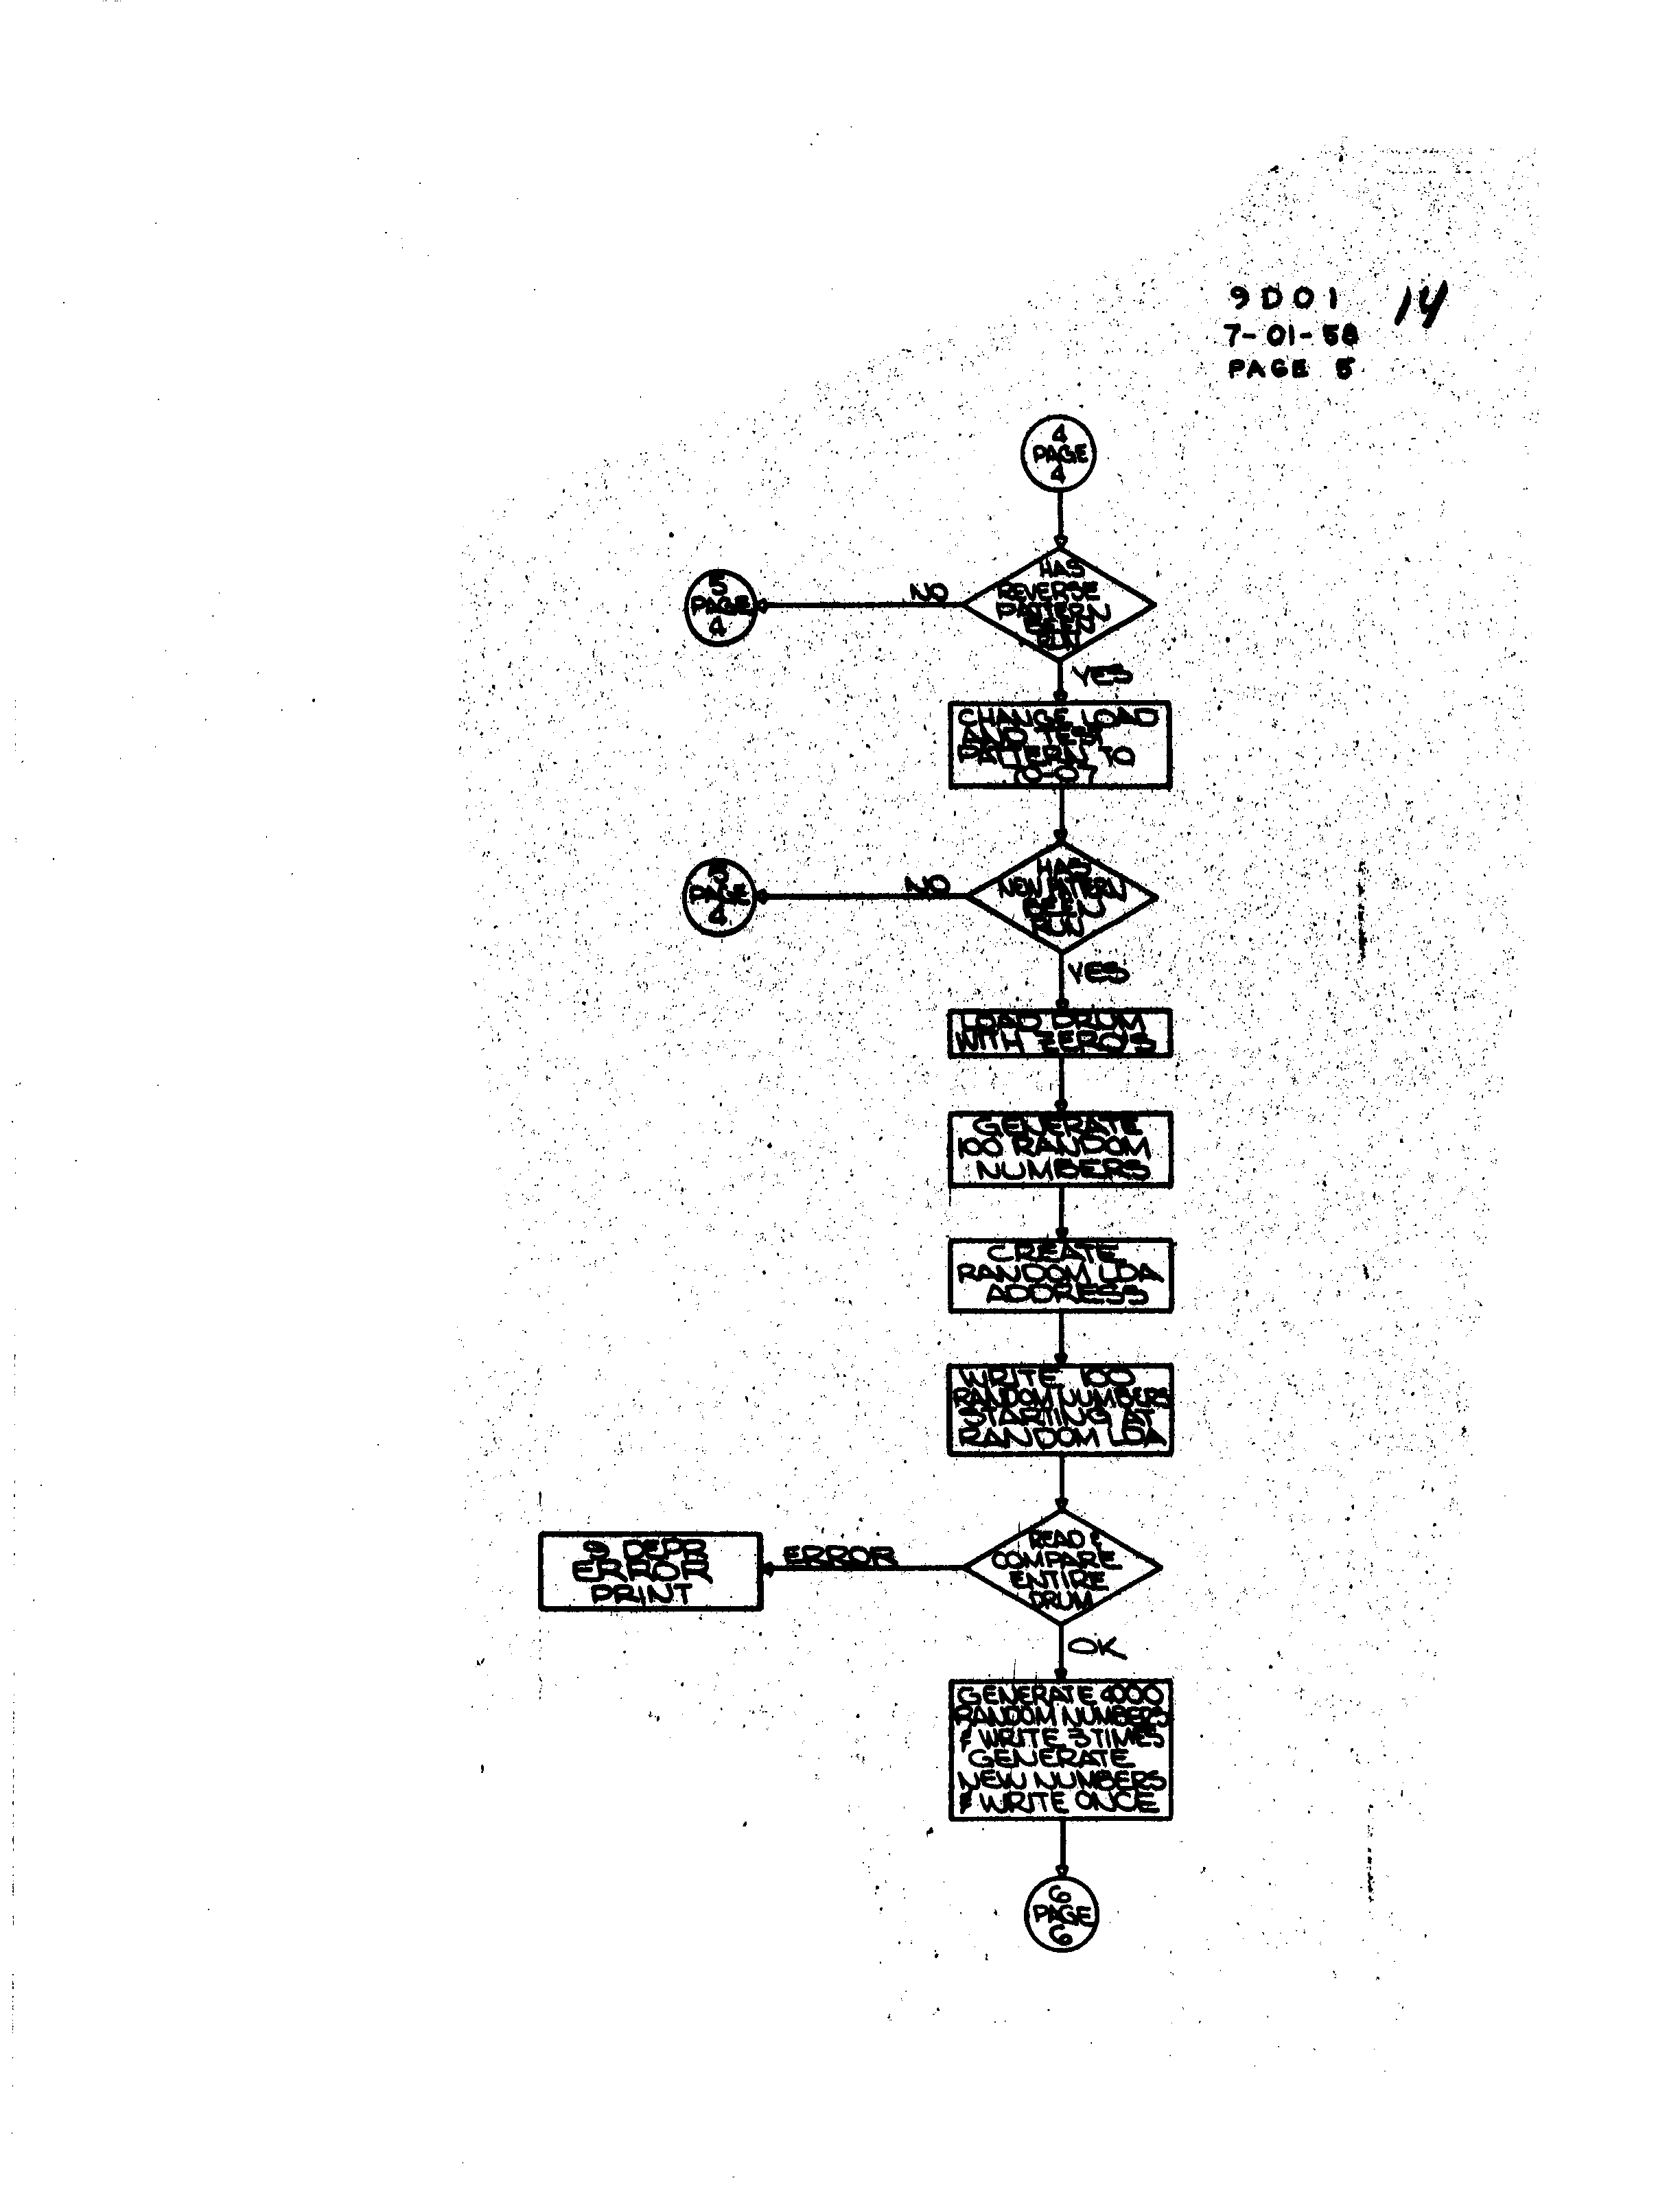 9D01 14
7-01-58
PAGE 5
4
PAGE
4
HAS
REVERSE
PATTERN
BEEN
RUN
NO
5
PAGE
4
YES
CHANGE LOAD
AND TEST
PATTERN TO
70-07
HAS
NEW PATTERN
BEEN
RUN
NO
5
PAGE
4
YES
LOAD DRUM
WITH ZERO'S
GENERATE
100 RANDOM
NUMBERS
CREATE
RANDOM LDA
ADDRESS
WRITE 100
RANDOM NUMBERS
STARTING AT
RANDOM LDA
READ &
COMPARE
ENTIRE
DRUM
ERROR
9 DEPR
ERROR
PRINT
OK
GENERATE 4000
RANDOM NUMBERS
& WRITE 3 TIMES
GENERATE
NEW NUMBERS
& WRITE ONCE
6
PAGE
6